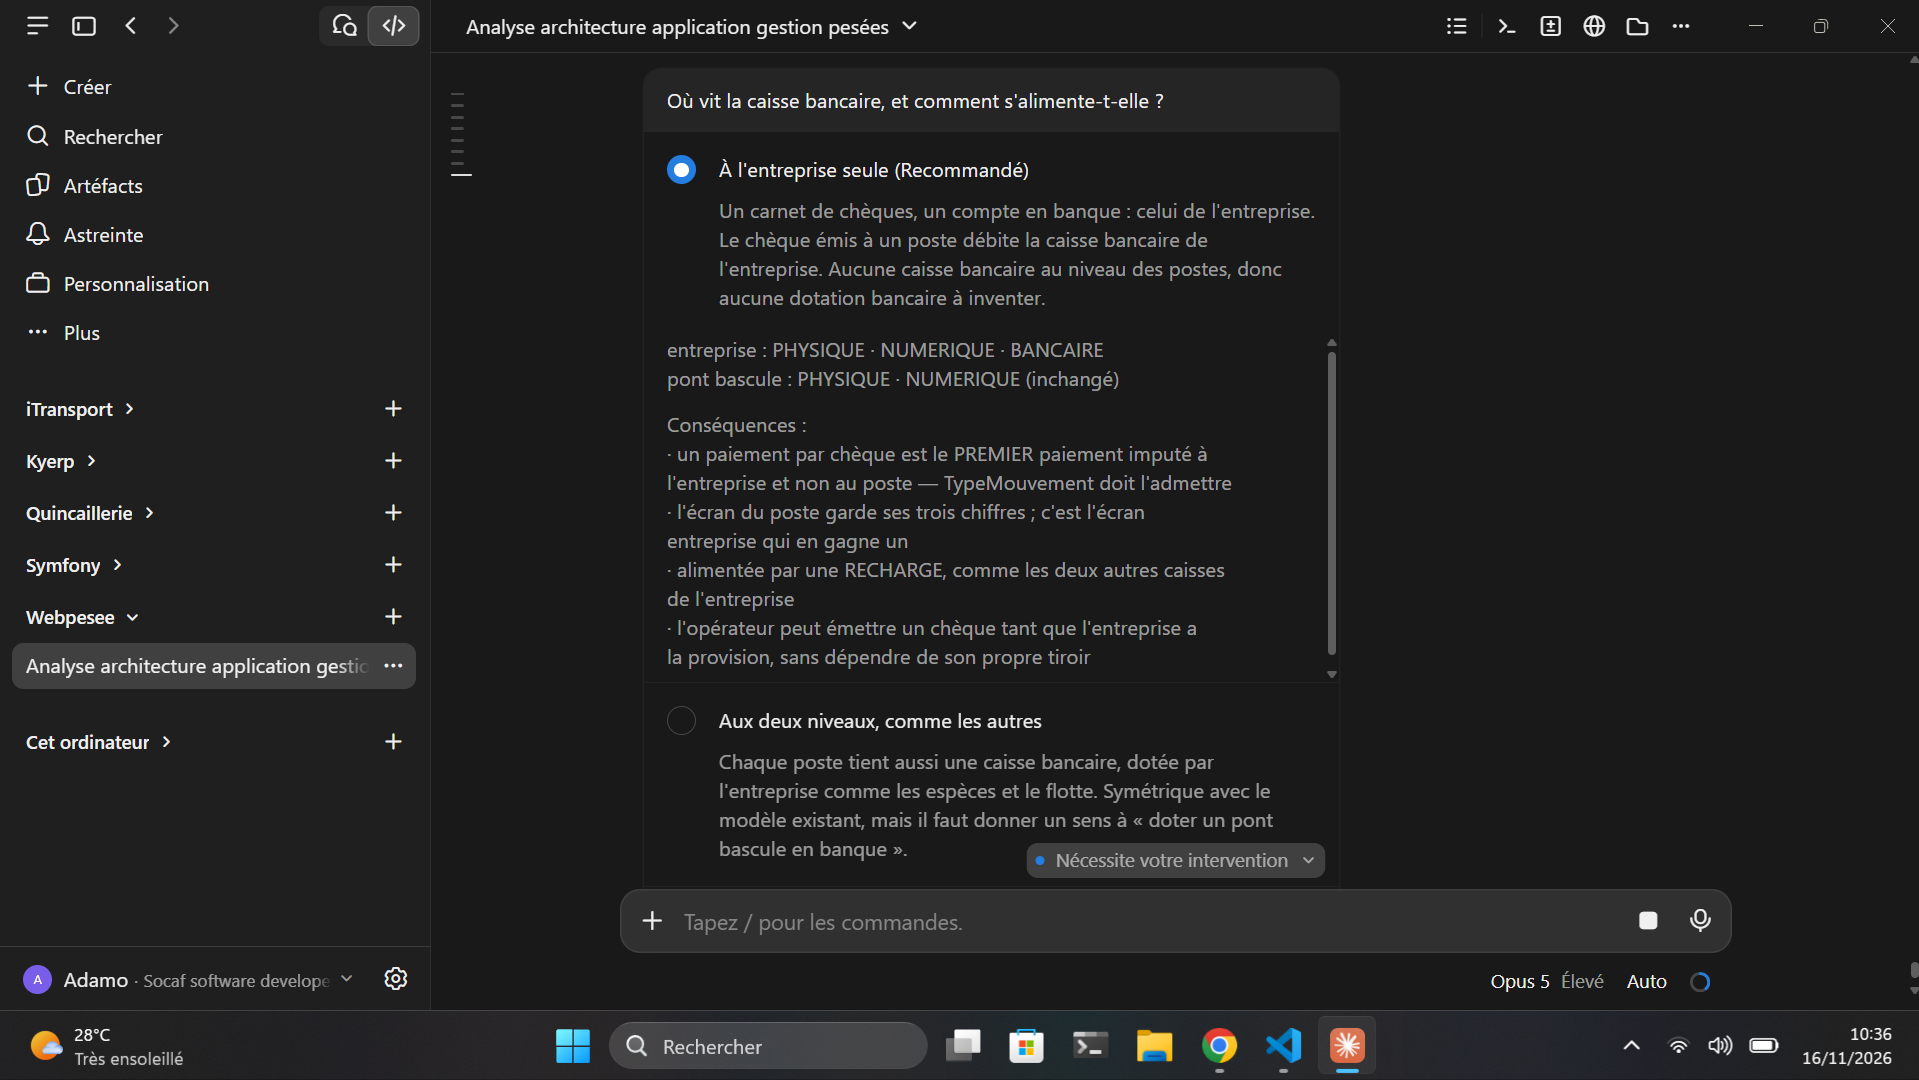 Analyse architecture application gestion pesées
Créer
Rechercher
Artéfacts
Astreinte
Personnalisation
Plus
iTransport
Kyerp
Quincaillerie
Symfony
Webpesee
Analyse architecture application gestio
Cet ordinateur
A
Adamo · Socaf software develope
Où vit la caisse bancaire, et comment s'alimente-t-elle ?
À l'entreprise seule (Recommandé)
Un carnet de chèques, un compte en banque : celui de l'entreprise.
Le chèque émis à un poste débite la caisse bancaire de
l'entreprise. Aucune caisse bancaire au niveau des postes, donc
aucune dotation bancaire à inventer.
entreprise : PHYSIQUE · NUMERIQUE · BANCAIRE
pont bascule : PHYSIQUE · NUMERIQUE (inchangé)
Conséquences :
· un paiement par chèque est le PREMIER paiement imputé à
l'entreprise et non au poste — TypeMouvement doit l'admettre
· l'écran du poste garde ses trois chiffres ; c'est l'écran
entreprise qui en gagne un
· alimentée par une RECHARGE, comme les deux autres caisses
de l'entreprise
· l'opérateur peut émettre un chèque tant que l'entreprise a
la provision, sans dépendre de son propre tiroir
Aux deux niveaux, comme les autres
Chaque poste tient aussi une caisse bancaire, dotée par
l'entreprise comme les espèces et le flotte. Symétrique avec le
modèle existant, mais il faut donner un sens à « doter un pont
bascule en banque ».
Nécessite votre intervention
Tapez / pour les commandes.
Opus 5 Élevé Auto
28°C
Très ensoleillé
Rechercher
10:36
16/11/2026